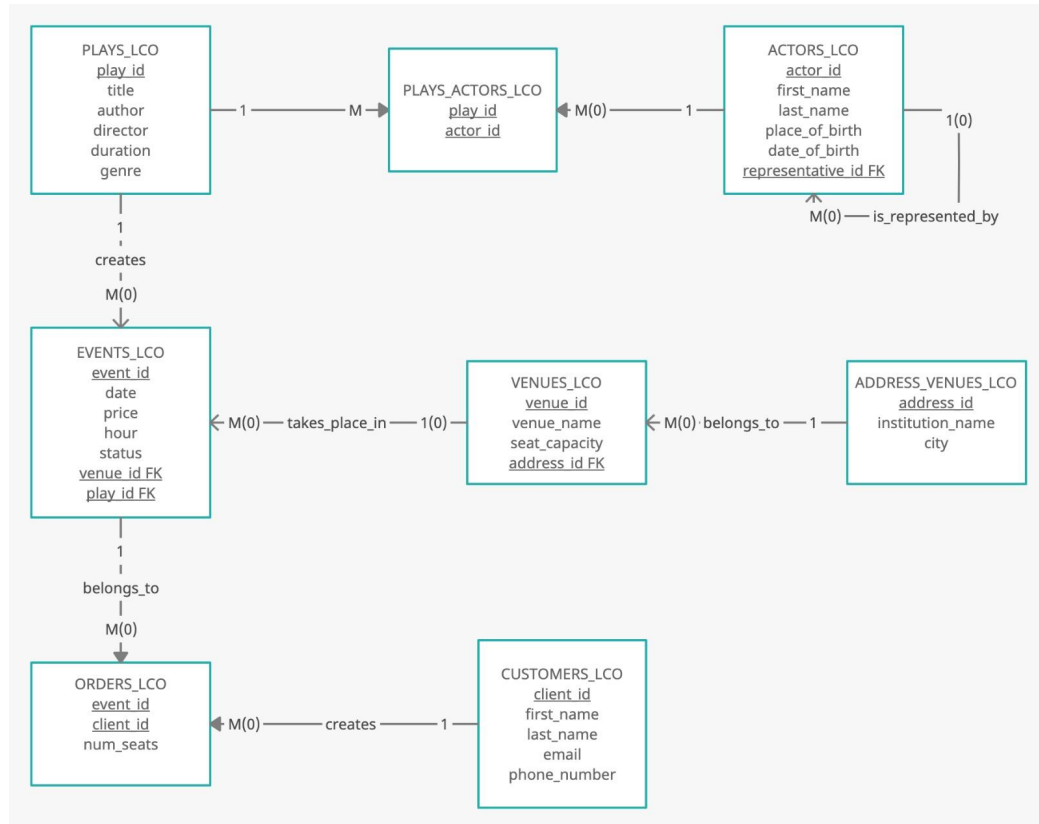 PLAYS_LCO
play_id
title
author
director
duration
genre
1
M
PLAYS_ACTORS_LCO
play_id
actor_id
M(0)
1
ACTORS_LCO
actor_id
first_name
last_name
place_of_birth
date_of_birth
representative_id FK
1(0)
M(0)
is_represented_by
1
creates
M(0)
EVENTS_LCO
event_id
date
price
hour
status
venue_id FK
play_id FK
M(0)
takes_place_in
1(0)
VENUES_LCO
venue_id
venue_name
seat_capacity
address_id FK
M(0)
belongs_to
1
ADDRESS_VENUES_LCO
address_id
institution_name
city
1
belongs_to
M(0)
ORDERS_LCO
event_id
client_id
num_seats
M(0)
creates
1
CUSTOMERS_LCO
client_id
first_name
last_name
email
phone_number